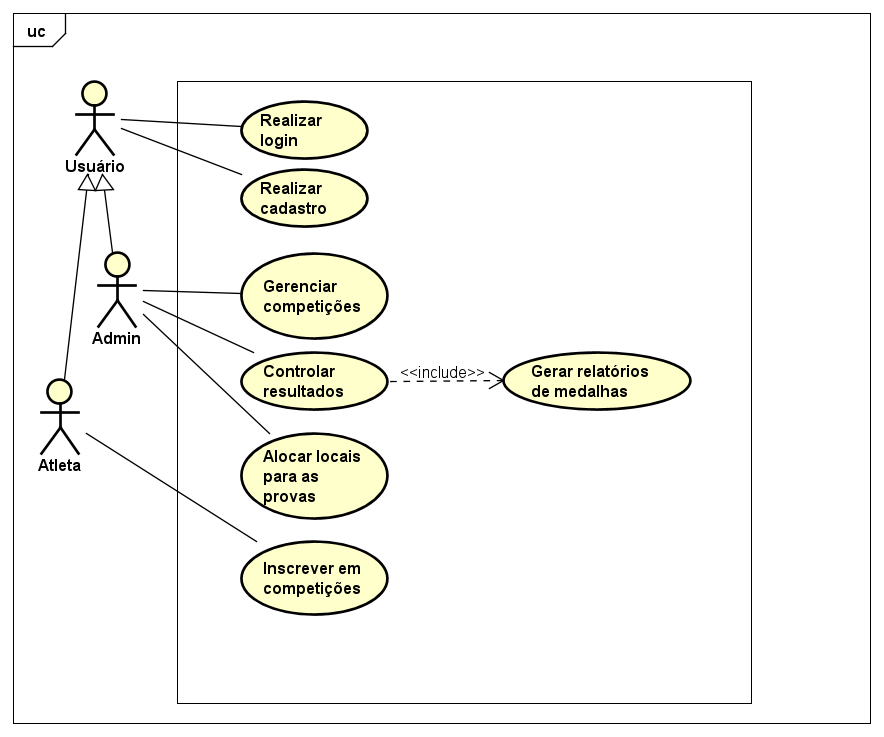 uc
Usuário
Realizar
login
Realizar
cadastro
Admin
Gerenciar
competições
Controlar
resultados
<<include>>
Gerar relatórios
de medalhas
Atleta
Alocar locais
para as
provas
Inscrever em
competições